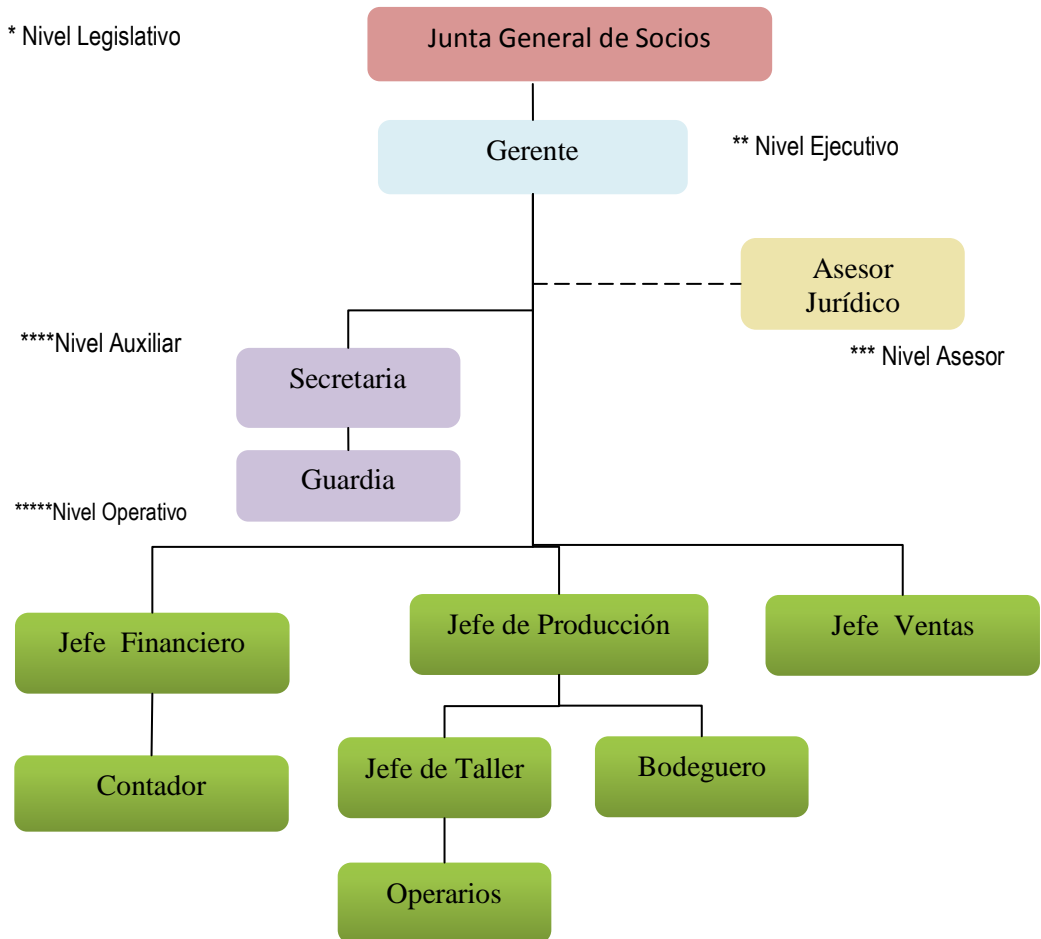 * Nivel Legislativo
Junta General de Socios
Gerente
** Nivel Ejecutivo
Asesor
Jurídico
*** Nivel Asesor
****Nivel Auxiliar
Secretaria
Guardia
*****Nivel Operativo
Jefe Financiero
Jefe de Producción
Jefe Ventas
Contador
Jefe de Taller
Bodeguero
Operarios